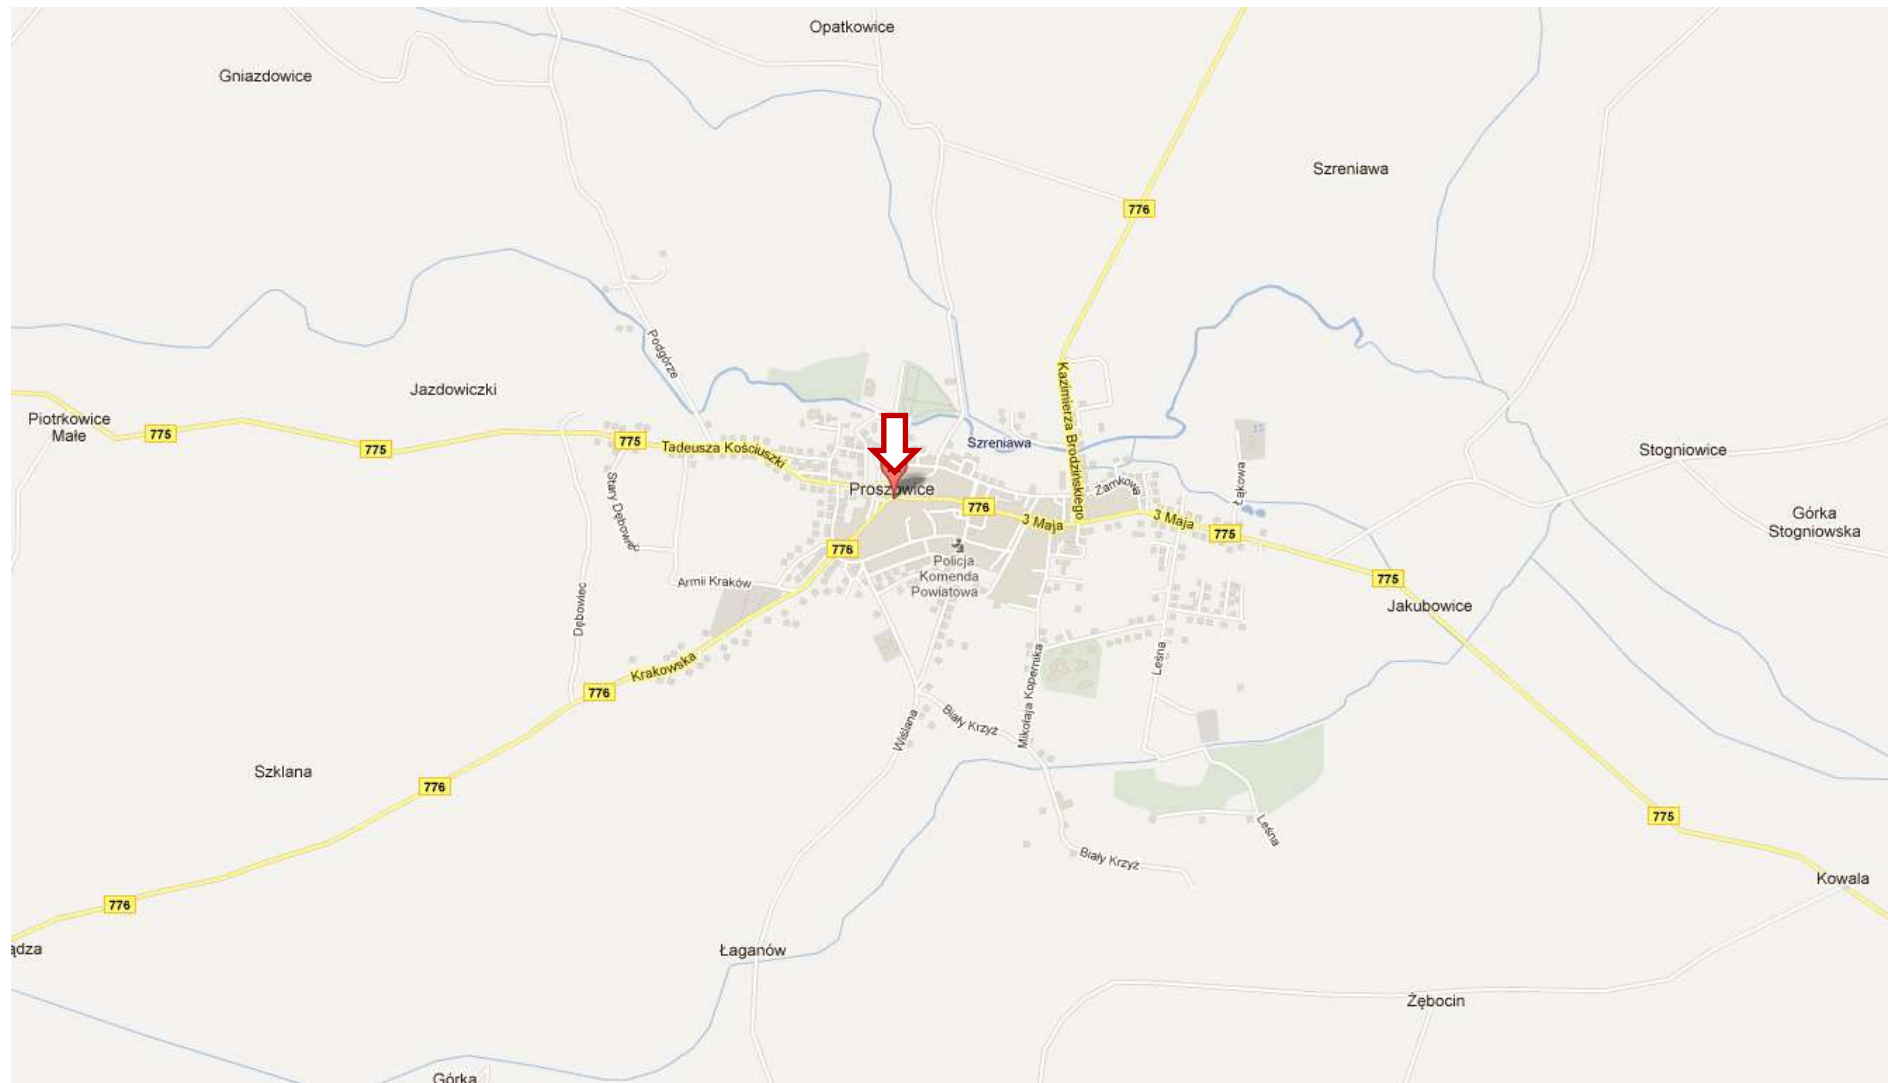 Opatkowice
Gniazdowice
Szreniawa
776
Podgórze
Jazdowiczki
Kazimierza Brodzińskiego
Piotrkowice
Małe
775
775
775
Tadeusza Kościuszki
Szreniawa
Stogniowice
Proszowice
Zamkowa
Łąkowa
Stary Dębowiec
776
3 Maja
3 Maja
775
Górka
Stogniowska
776
Policja.
Komenda
Powiatowa
Armii Kraków
775
Jakubowice
Dębowiec
Krakowska
Leśna
Mikołaja Kopernika
776
Wiślana
Biały Krzyż
Szklana
776
775
Leśna
Biały Krzyż
Kowala
776
ądza
Łaganów
Żębocin
Górka